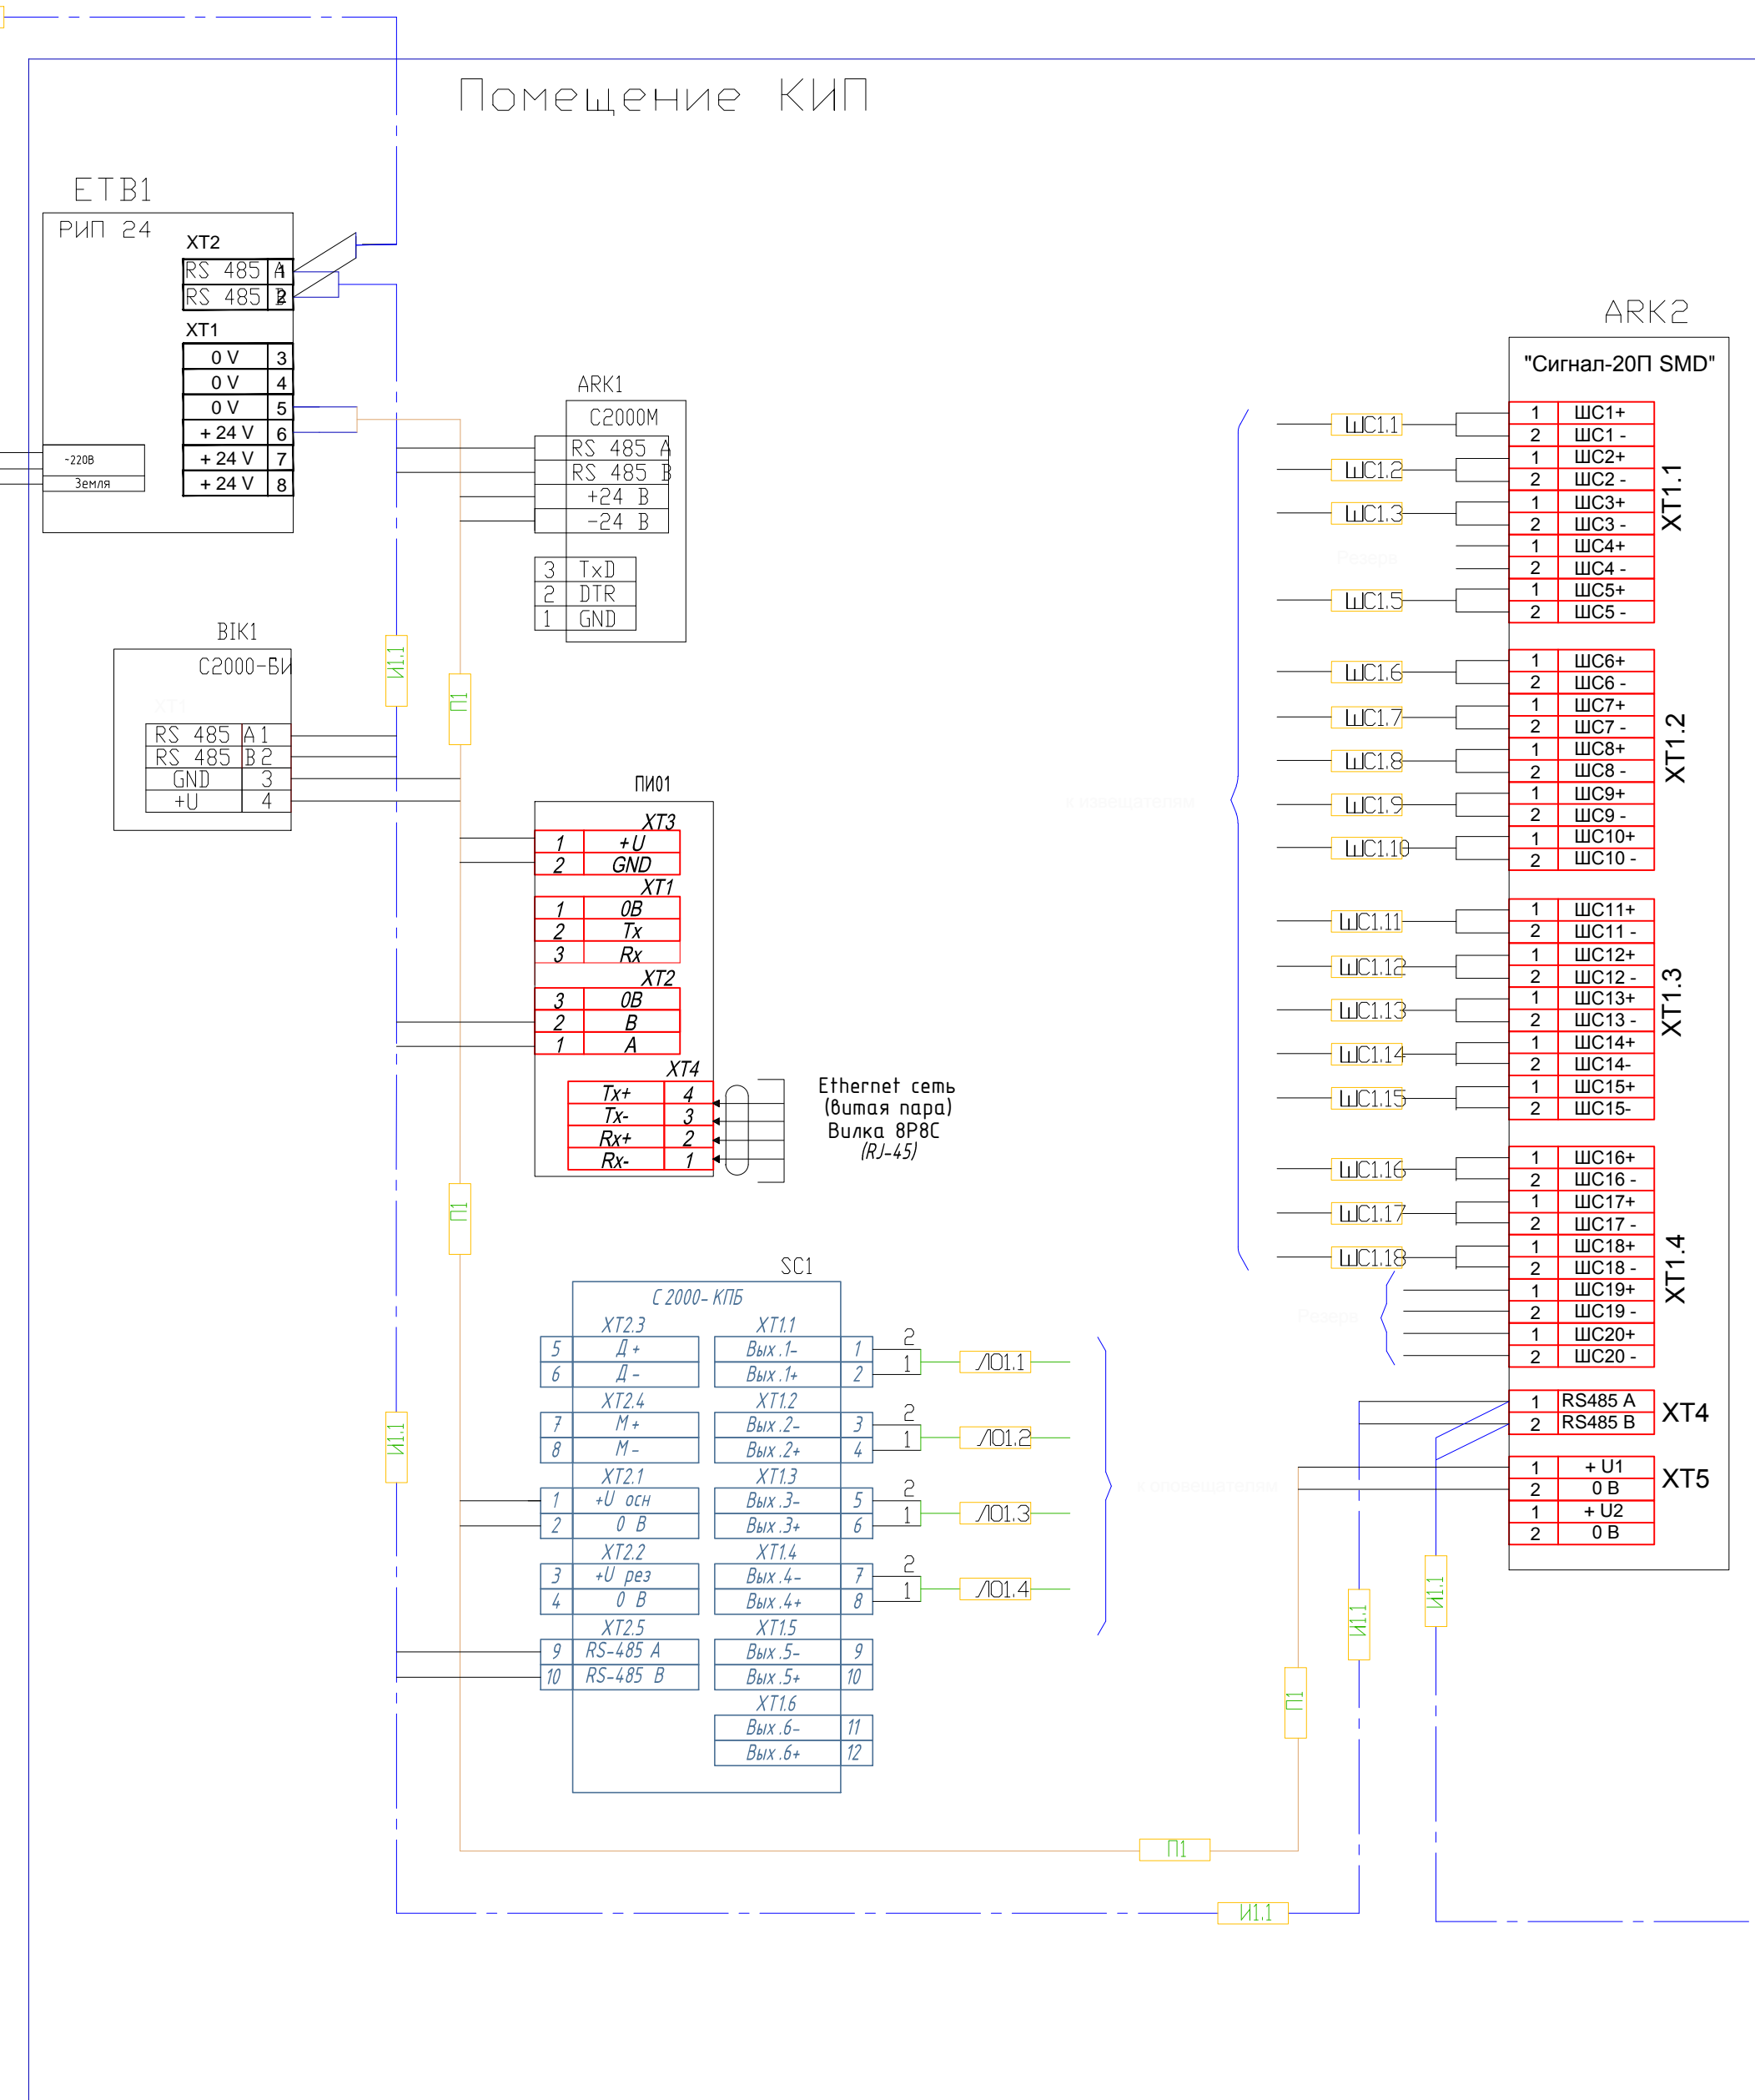 Помещение КИП
ETB1
РИП 24
XT2
RS 485 A 1
RS 485 B 2
XT1
0 V 3
0 V 4
0 V 5
+ 24 V 6
+ 24 V 7
+ 24 V 8
~220В
Земля
ARK1
С2000М
RS 485 A
RS 485 B
+24 В
-24 В
3 TxD
2 DTR
1 GND
BIK1
С2000-БИ
XT1
RS 485 A 1
RS 485 B 2
GND 3
+U 4
И1.1
П1
ПИ01
XT3
1 +U
2 GND
XT1
1 0В
2 Tx
3 Rx
XT2
3 0В
2 B
1 A
XT4
Tx+ 4
Tx- 3
Rx+ 2
Rx- 1
Ethernet сеть
(витая пара)
Вилка 8P8C
(RJ-45)
П1
И1.1
SC1
С 2000- КПБ
XT2.3
5 Д +
6 Д -
XT2.4
7 М +
8 М -
XT2.1
1 +U осн
2 0 В
XT2.2
3 +U рез
4 0 В
XT2.5
9 RS-485 A
10 RS-485 B
XT1.1
Вых .1- 1 2
Вых .1+ 2 1
ЛО1.1
XT1.2
Вых .2- 3 2
Вых .2+ 4 1
ЛО1.2
XT1.3
Вых .3- 5 2
Вых .3+ 6 1
ЛО1.3
XT1.4
Вых .4- 7 2
Вых .4+ 8 1
ЛО1.4
XT1.5
Вых .5- 9
Вых .5+ 10
XT1.6
Вых .6- 11
Вых .6+ 12
к оповещателям
П1
И1.1
П1
И1.1
И1.1
ARK2
"Сигнал-20П SMD"
к извещателям
XT1.1
ШС1.1
1 ШС1+
2 ШС1 -
ШС1.2
1 ШС2+
2 ШС2 -
ШС1.3
1 ШС3+
2 ШС3 -
Резерв
1 ШС4+
2 ШС4 -
ШС1.5
1 ШС5+
2 ШС5 -
XT1.2
ШС1.6
1 ШС6+
2 ШС6 -
ШС1.7
1 ШС7+
2 ШС7 -
ШС1.8
1 ШС8+
2 ШС8 -
ШС1.9
1 ШС9+
2 ШС9 -
ШС1.10
1 ШС10+
2 ШС10 -
XT1.3
ШС1.11
1 ШС11+
2 ШС11 -
ШС1.12
1 ШС12+
2 ШС12 -
ШС1.13
1 ШС13+
2 ШС13 -
ШС1.14
1 ШС14+
2 ШС14-
ШС1.15
1 ШС15+
2 ШС15-
XT1.4
ШС1.16
1 ШС16+
2 ШС16 -
ШС1.17
1 ШС17+
2 ШС17 -
ШС1.18
1 ШС18+
2 ШС18 -
Резерв
1 ШС19+
2 ШС19 -
1 ШС20+
2 ШС20 -
XT4
1 RS485 A
2 RS485 B
XT5
1 + U1
2 0 В
1 + U2
2 0 В